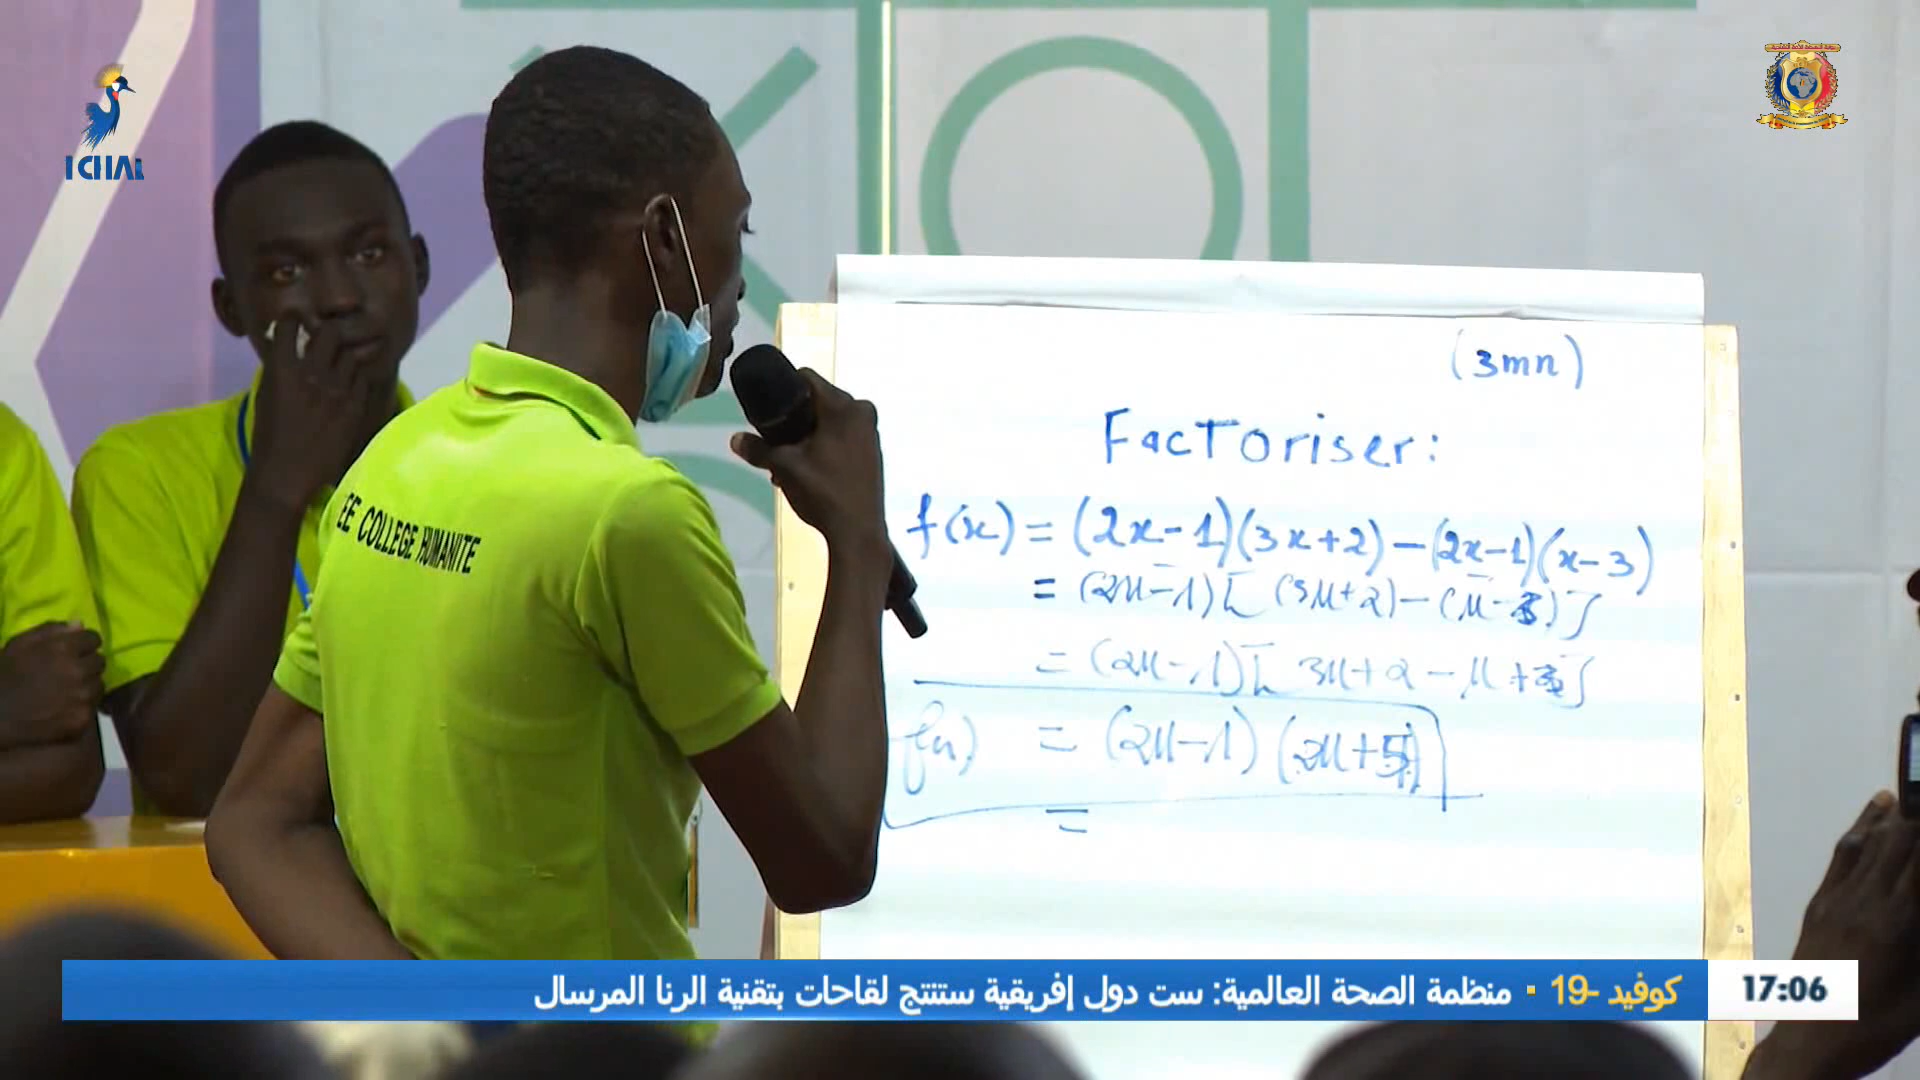 ICHAD
(3mn)
FacToriser:
f(x) = (2x-1)(3x+2)-(2x-1)(x-3)
= (2x-1)[(3x+2)-(x-3)]
= (2x-1)[3x+2-x+3]
f(x) = (2x-1)(2x+5)
=
EE COLLEGE HUMANITE
كوفيد -19 ▪ منظمة الصحة العالمية: ست دول إفريقية ستنتج لقاحات بتقنية الرنا المرسال
17:06